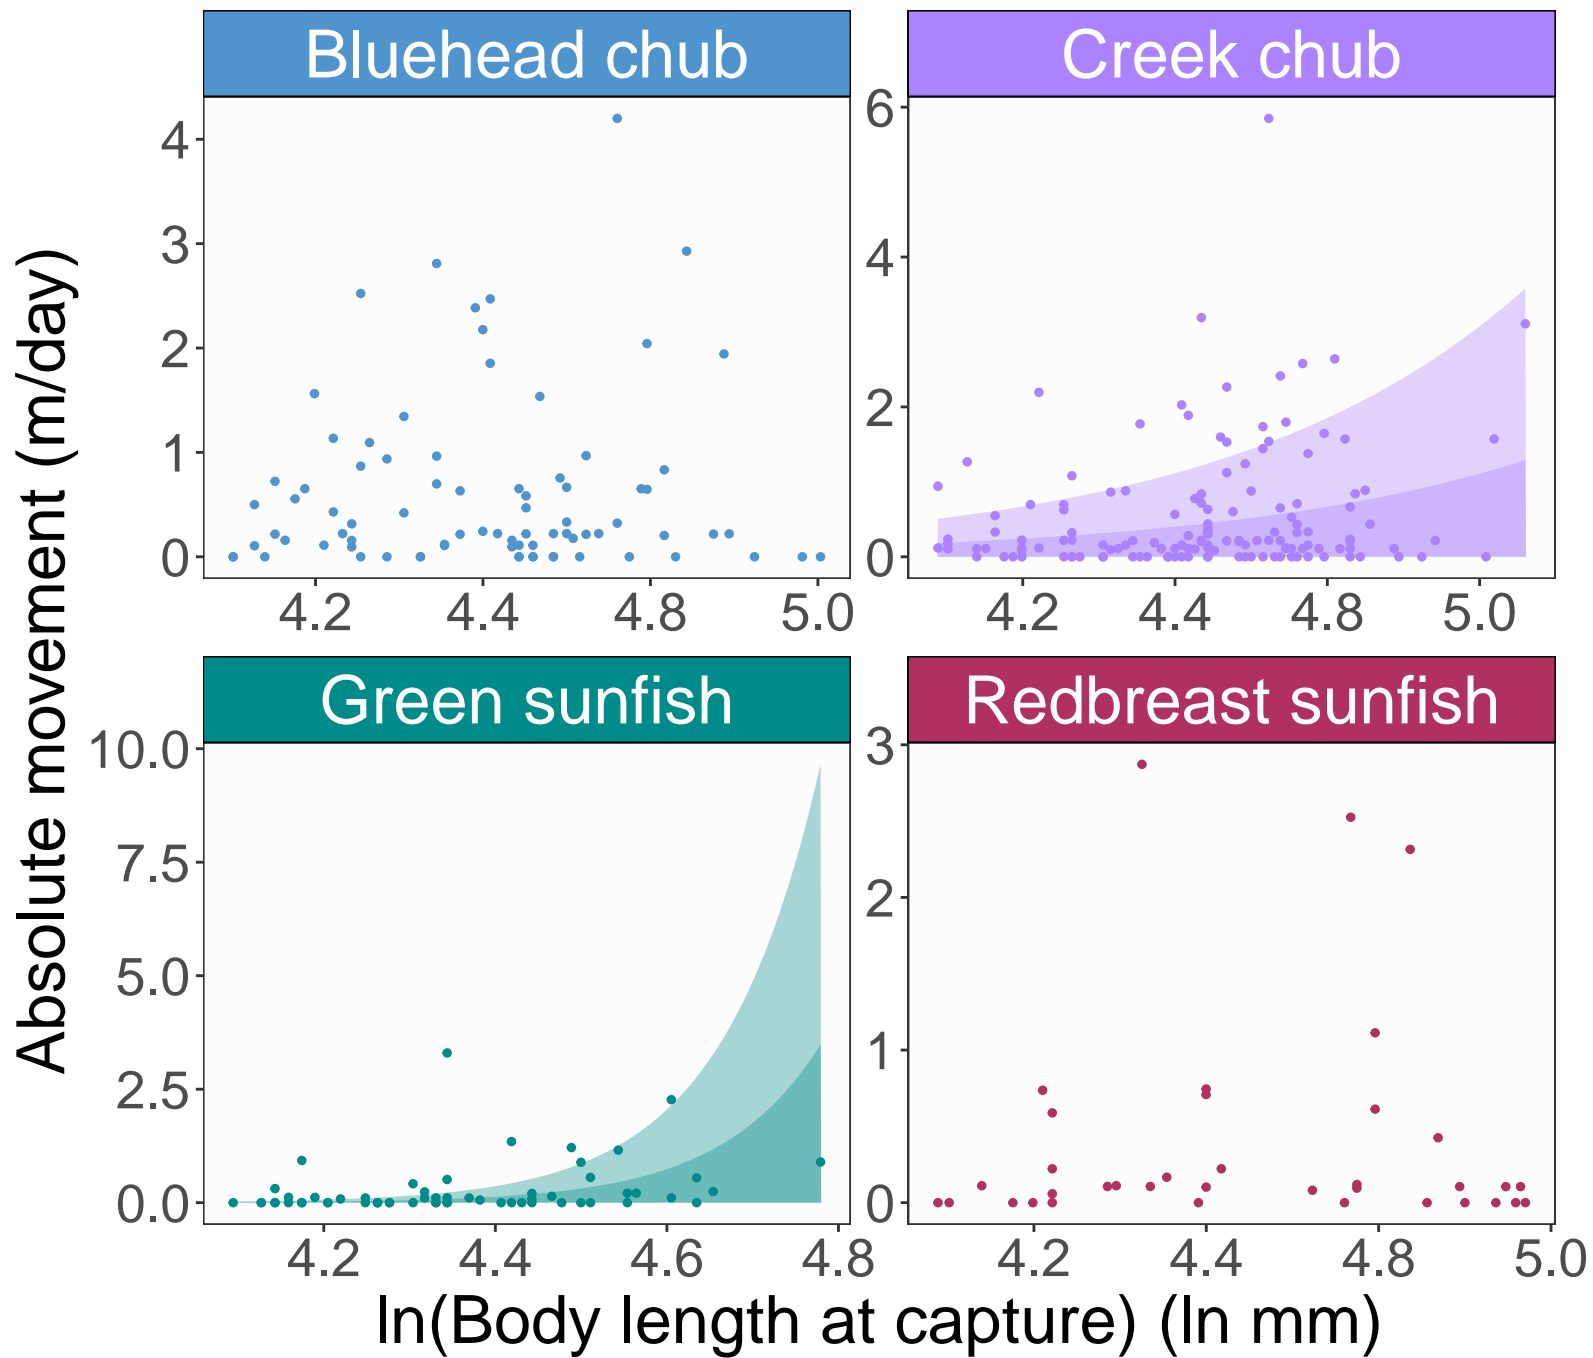 Bluehead chub
Creek chub
4
3
2
1
0
6
4
2
0
4.2 4.4 4.8 5.0
4.2 4.4 4.8 5.0
Absolute movement (m/day)
Green sunfish
Redbreast sunfish
10.0
7.5
5.0
2.5
0.0
3
2
1
0
4.2 4.4 4.6 4.8
4.2 4.4 4.8 5.0
ln(Body length at capture) (ln mm)